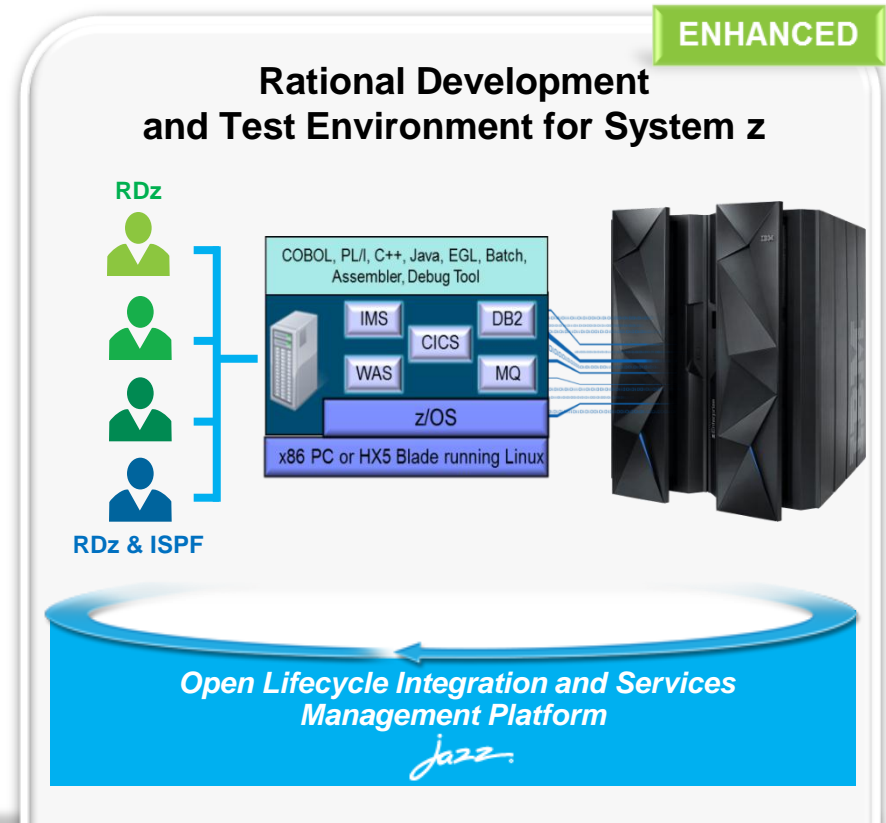 ENHANCED
Rational Development
and Test Environment for System z
RDz
COBOL, PL/I, C++, Java, EGL, Batch,
Assembler, Debug Tool
IMS
DB2
CICS
WAS
MQ
z/OS
x86 PC or HX5 Blade running Linux
IBM
RDz & ISPF
Open Lifecycle Integration and Services
Management Platform
jazz